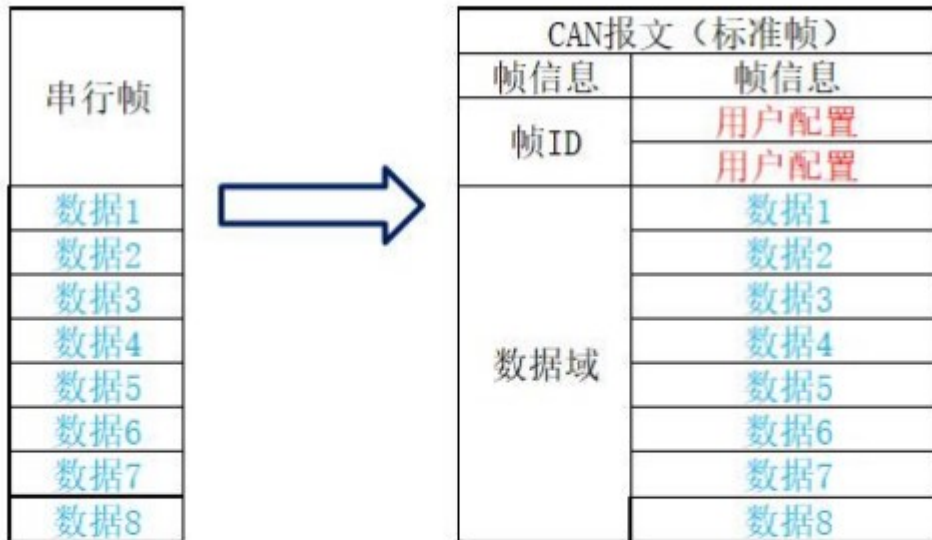 串行帧
数据1
数据2
数据3
数据4
数据5
数据6
数据7
数据8
CAN报文（标准帧）
帧信息 帧信息
帧ID
用户配置
用户配置
数据域
数据1
数据2
数据3
数据4
数据5
数据6
数据7
数据8